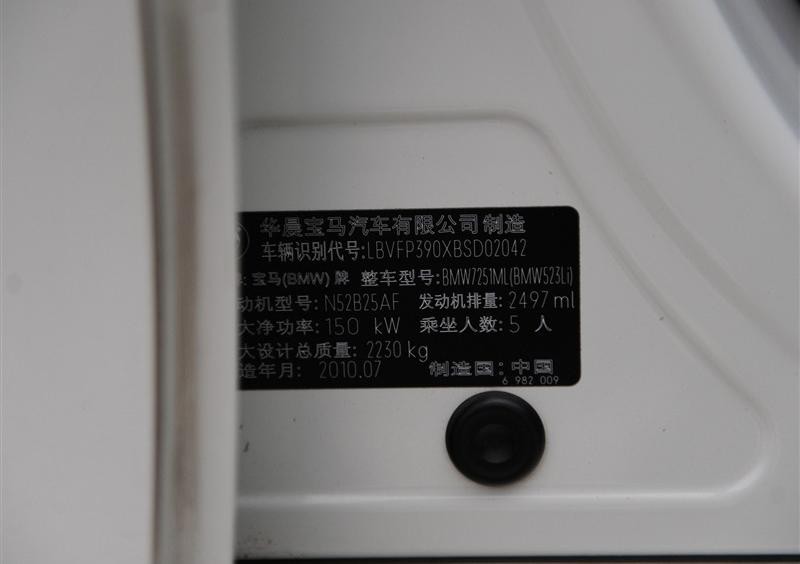 华晨宝马汽车有限公司制造
车辆识别代号:LBVFP390XBSD02042
: 宝马(BMW) 牌 整车型号:BMW7251ML(BMW523Li)
动机型号: N52B25AF 发动机排量: 2497 ml
大净功率: 150 kW 乘坐人数: 5 人
大设计总质量: 2230 kg
造年月: 2010.07 制造国: 中国
6 982 009